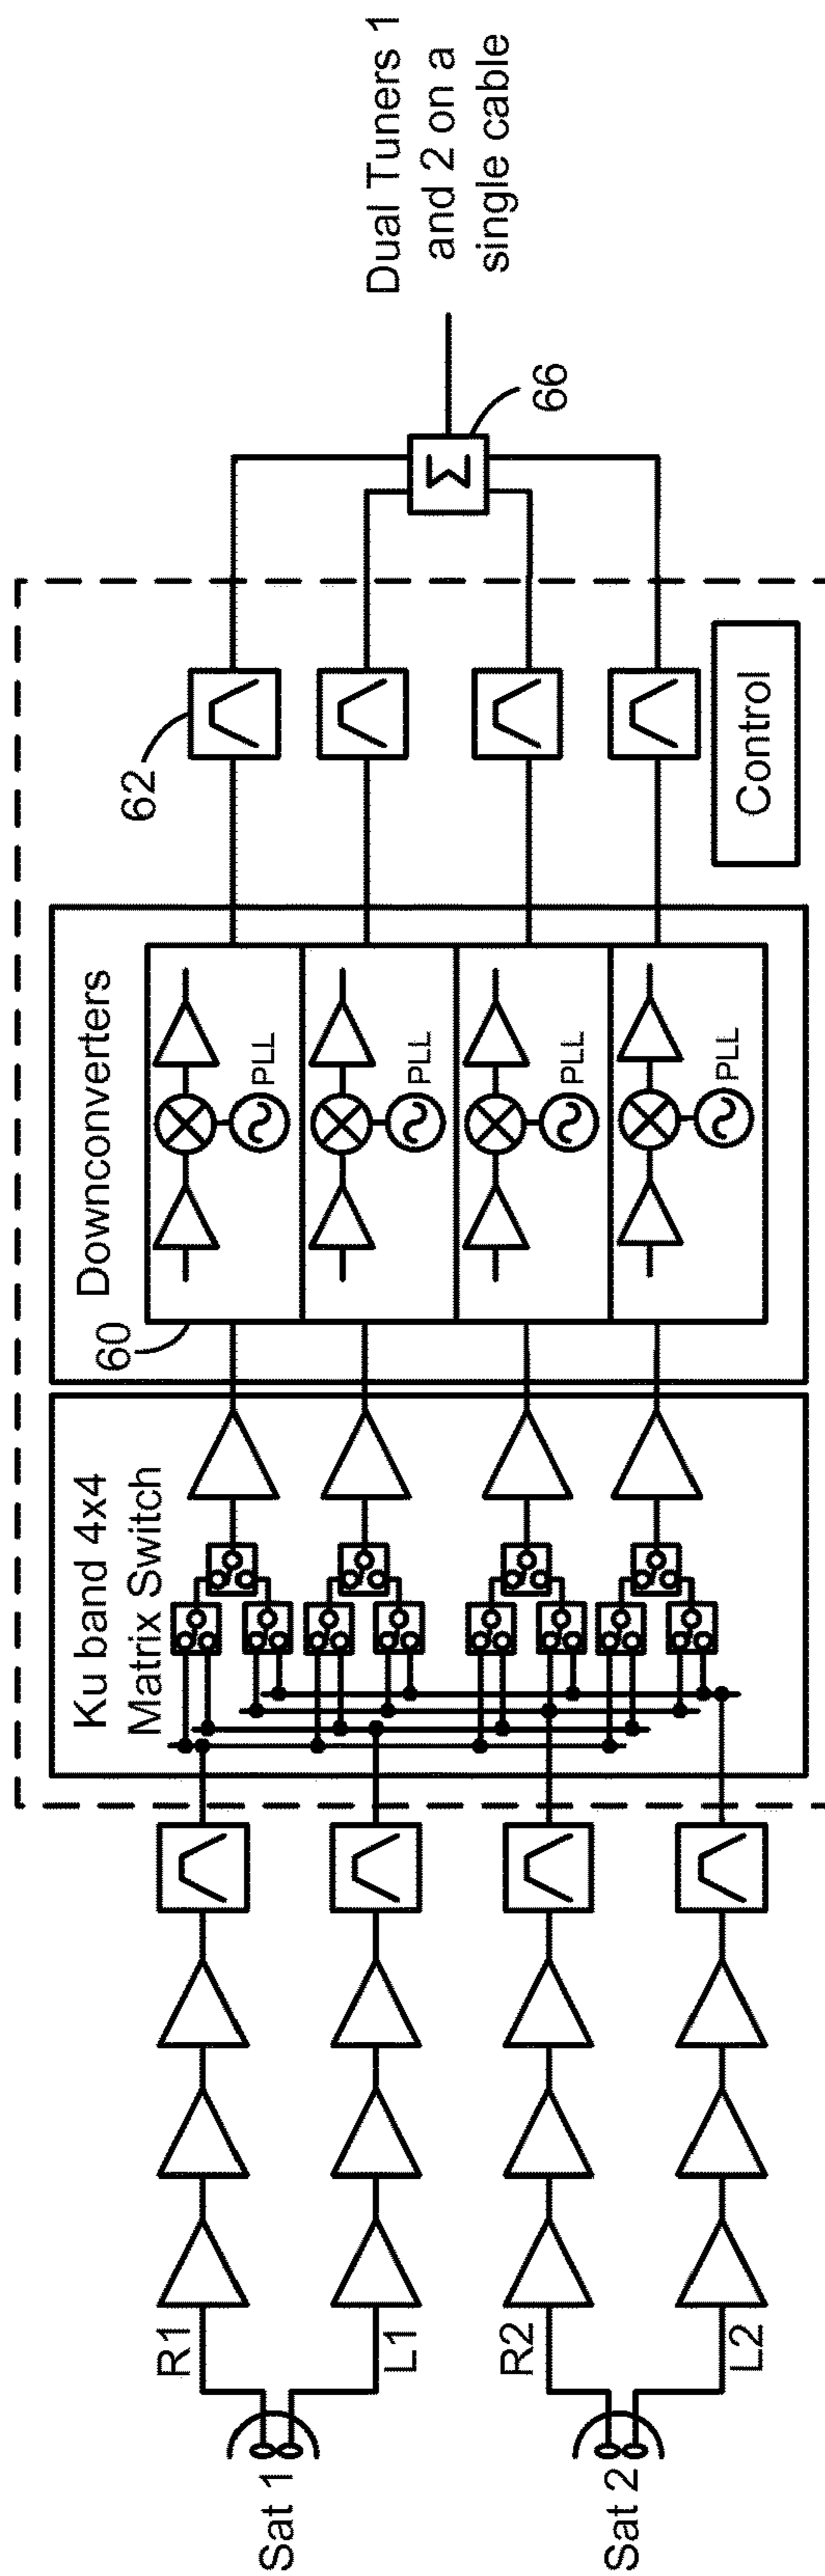 Sat 1
Sat 2
R1
L1
R2
L2
Ku band 4x4
Matrix Switch
Downconverters
60
PLL
PLL
PLL
PLL
62
Control
66
Σ
Dual Tuners 1
and 2 on a
single cable